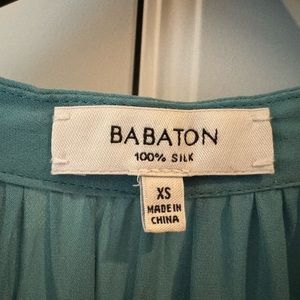 BABATON
100% SILK
XS
MADE IN
CHINA